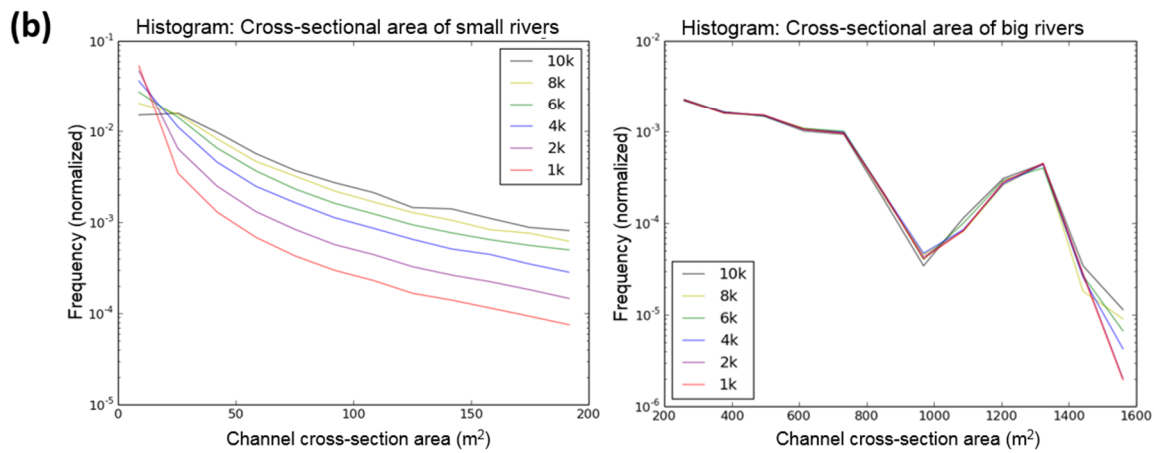 (b)
Histogram: Cross-sectional area of small rivers
10^-1
10^-2
10^-3
10^-4
10^-5
Frequency (normalized)
10k
8k
6k
4k
2k
1k
0
50
100
150
200
Channel cross-section area (m²)
Histogram: Cross-sectional area of big rivers
10^-2
10^-3
10^-4
10^-5
10^-6
Frequency (normalized)
10k
8k
6k
4k
2k
1k
200
400
600
800
1000
1200
1400
1600
Channel cross-section area (m²)